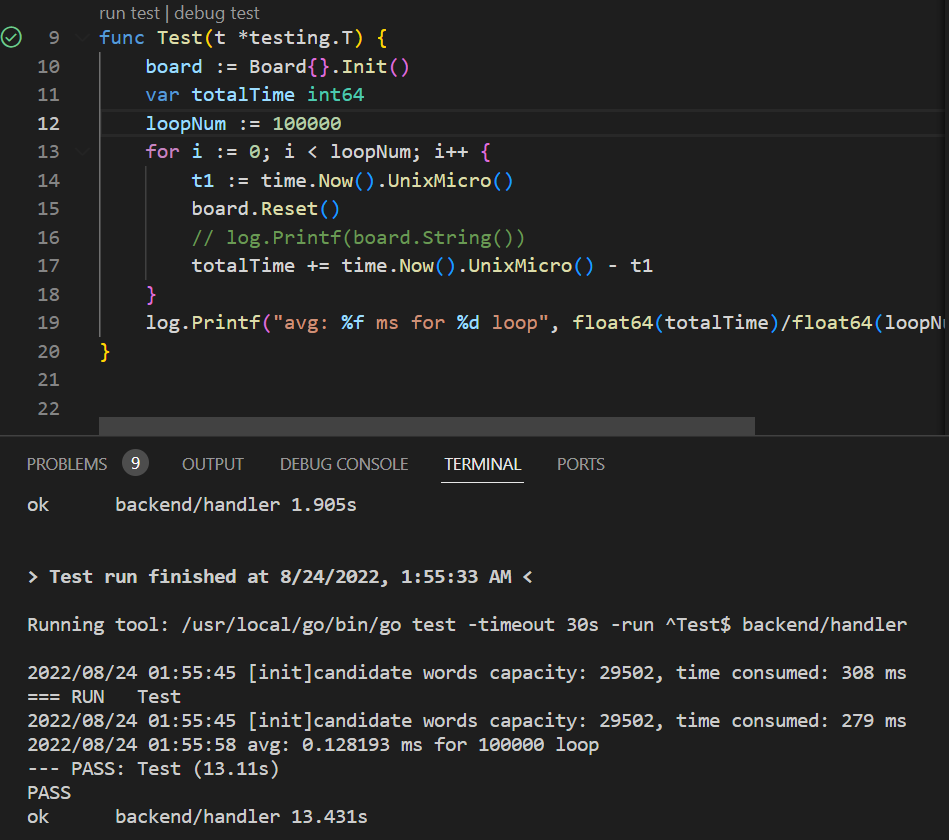 run test | debug test
9 func Test(t *testing.T) {
10 board := Board{}.Init()
11 var totalTime int64
12 loopNum := 100000
13 for i := 0; i < loopNum; i++ {
14 t1 := time.Now().UnixMicro()
15 board.Reset()
16 // log.Printf(board.String())
17 totalTime += time.Now().UnixMicro() - t1
18 }
19 log.Printf("avg: %f ms for %d loop", float64(totalTime)/float64(loopN
20 }
21
22
PROBLEMS 9 OUTPUT DEBUG CONSOLE TERMINAL PORTS
ok backend/handler 1.905s
> Test run finished at 8/24/2022, 1:55:33 AM <
Running tool: /usr/local/go/bin/go test -timeout 30s -run ^Test$ backend/handler
2022/08/24 01:55:45 [init]candidate words capacity: 29502, time consumed: 308 ms
=== RUN Test
2022/08/24 01:55:45 [init]candidate words capacity: 29502, time consumed: 279 ms
2022/08/24 01:55:58 avg: 0.128193 ms for 100000 loop
--- PASS: Test (13.11s)
PASS
ok backend/handler 13.431s